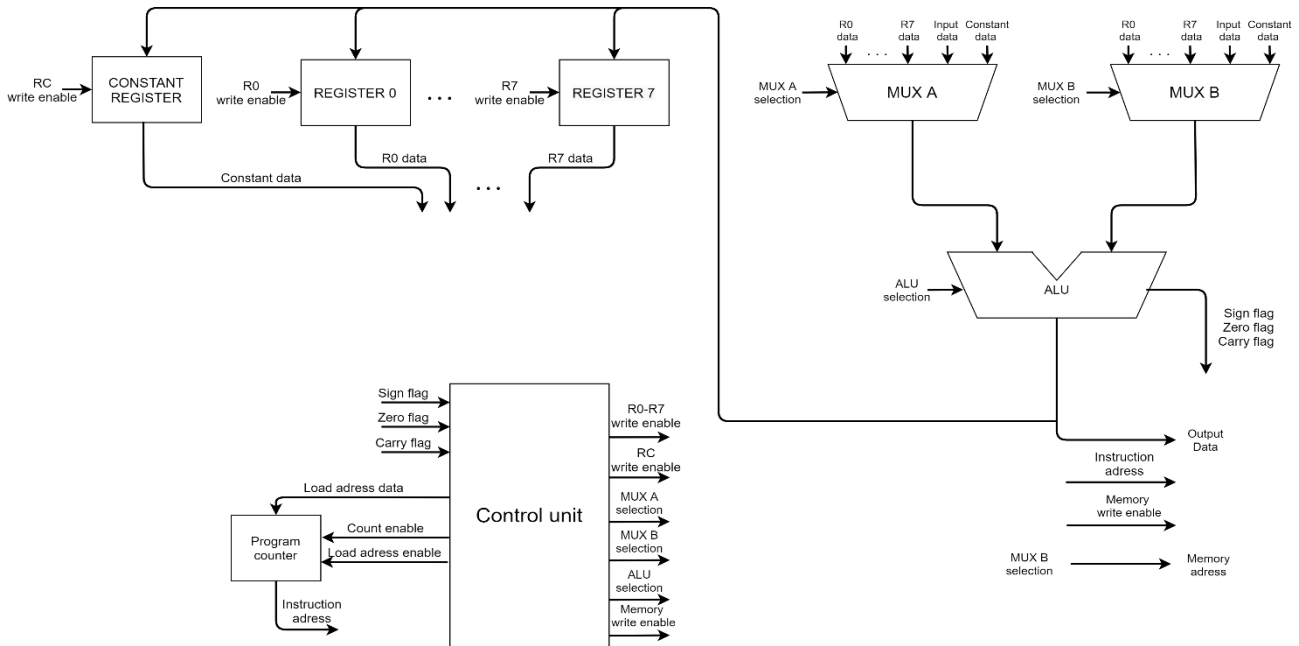 R0
data
R7
data
Input
data
Constant
data
R0
data
R7
data
Input
data
Constant
data
. . .
. . .
RC
write enable
CONSTANT
REGISTER
R0
write enable
REGISTER 0
. . .
R7
write enable
REGISTER 7
MUX A
selection
MUX A
MUX B
selection
MUX B
R0 data
R7 data
Constant data
. . .
ALU
selection
ALU
Sign flag
Zero flag
Carry flag
Sign flag
Zero flag
Carry flag
Load adress data
Program
counter
Count enable
Load adress enable
Instruction
adress
Control unit
R0-R7
write enable
RC
write enable
MUX A
selection
MUX B
selection
ALU
selection
Memory
write enable
Output
Data
Instruction
adress
Memory
write enable
MUX B
selection
Memory
adress